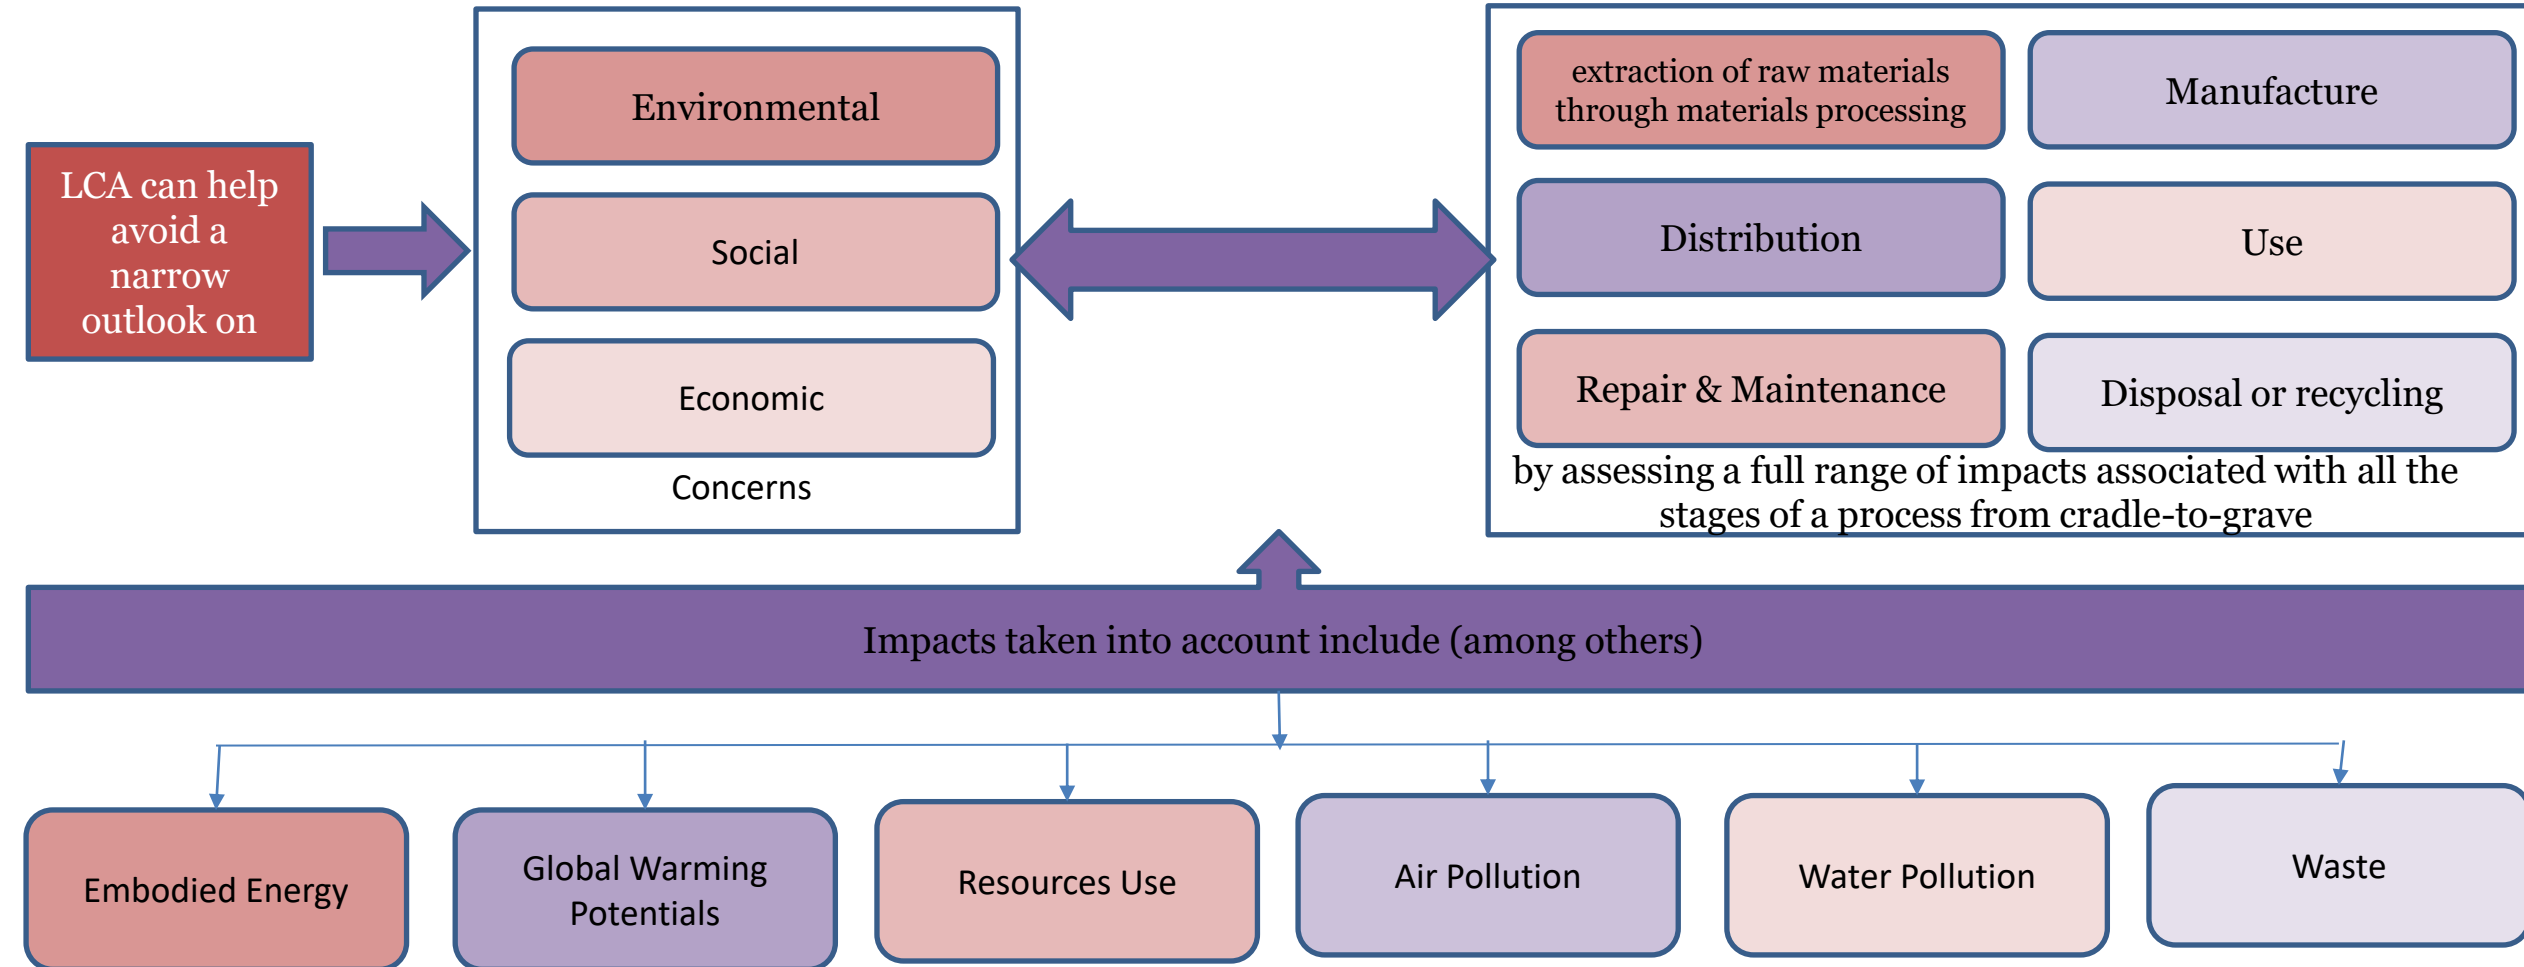 LCA can help
avoid a
narrow
outlook on
Environmental
Social
Economic
Concerns
extraction of raw materials
through materials processing
Manufacture
Distribution
Use
Repair & Maintenance
Disposal or recycling
by assessing a full range of impacts associated with all the
stages of a process from cradle-to-grave
Impacts taken into account include (among others)
Embodied Energy
Global Warming
Potentials
Resources Use
Air Pollution
Water Pollution
Waste